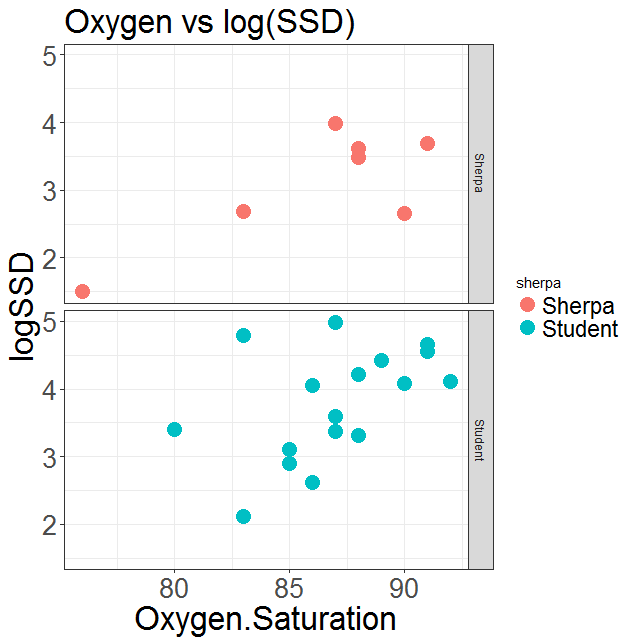 Oxygen vs log(SSD)
5
4
3
2
Sherpa
5
4
3
2
Student
logSSD
80 85 90
Oxygen.Saturation
sherpa
Sherpa
Student